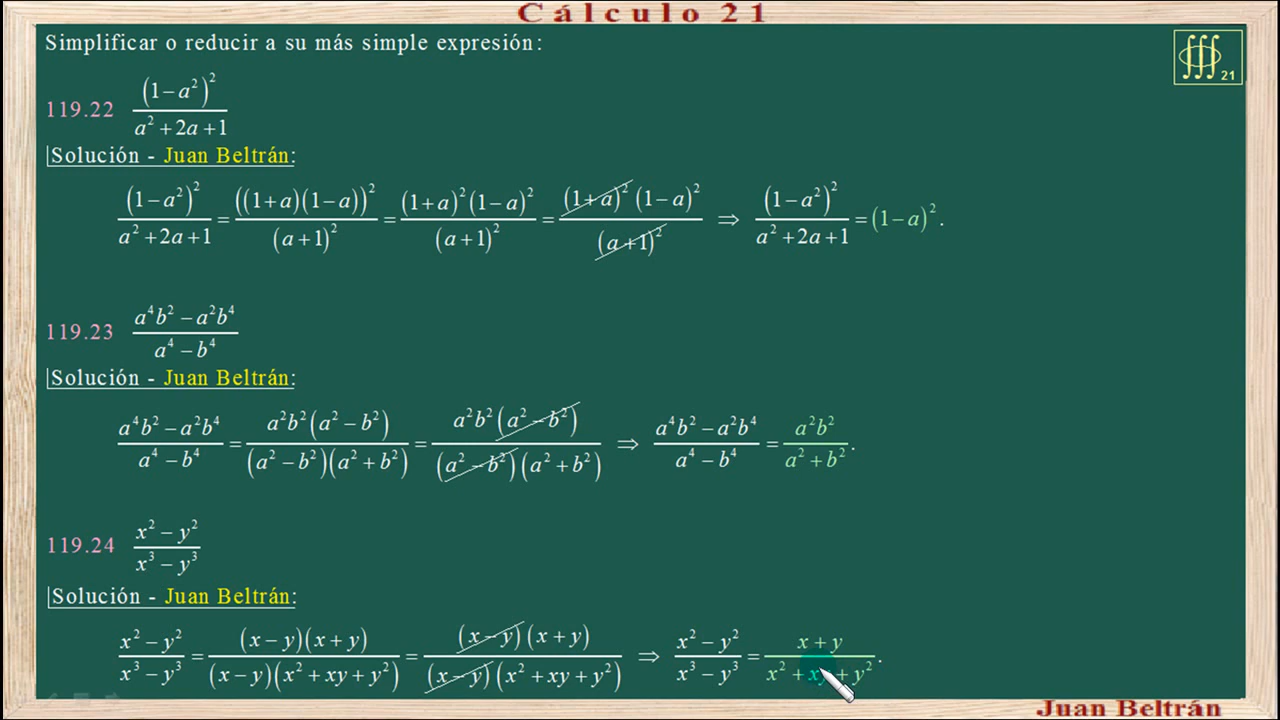 Cálculo 21
Simplificar o reducir a su más simple expresión:
∯ 21
119.22 (1−a²)² / (a²+2a+1)
Solución - Juan Beltrán:
(1−a²)² / (a²+2a+1) = ((1+a)(1−a))² / (a+1)² = (1+a)²(1−a)² / (a+1)² = (1+a)²(1−a)² / (a+1)² ⇒ (1−a²)² / (a²+2a+1) = (1−a)².
119.23 (a⁴b²−a²b⁴) / (a⁴−b⁴)
Solución - Juan Beltrán:
(a⁴b²−a²b⁴) / (a⁴−b⁴) = a²b²(a²−b²) / (a²−b²)(a²+b²) = a²b²(a²−b²) / (a²−b²)(a²+b²) ⇒ (a⁴b²−a²b⁴) / (a⁴−b⁴) = a²b² / (a²+b²).
119.24 (x²−y²) / (x³−y³)
Solución - Juan Beltrán:
(x²−y²) / (x³−y³) = (x−y)(x+y) / (x−y)(x²+xy+y²) = (x−y)(x+y) / (x−y)(x²+xy+y²) ⇒ (x²−y²) / (x³−y³) = (x+y) / (x²+xy+y²).
Juan Beltrán